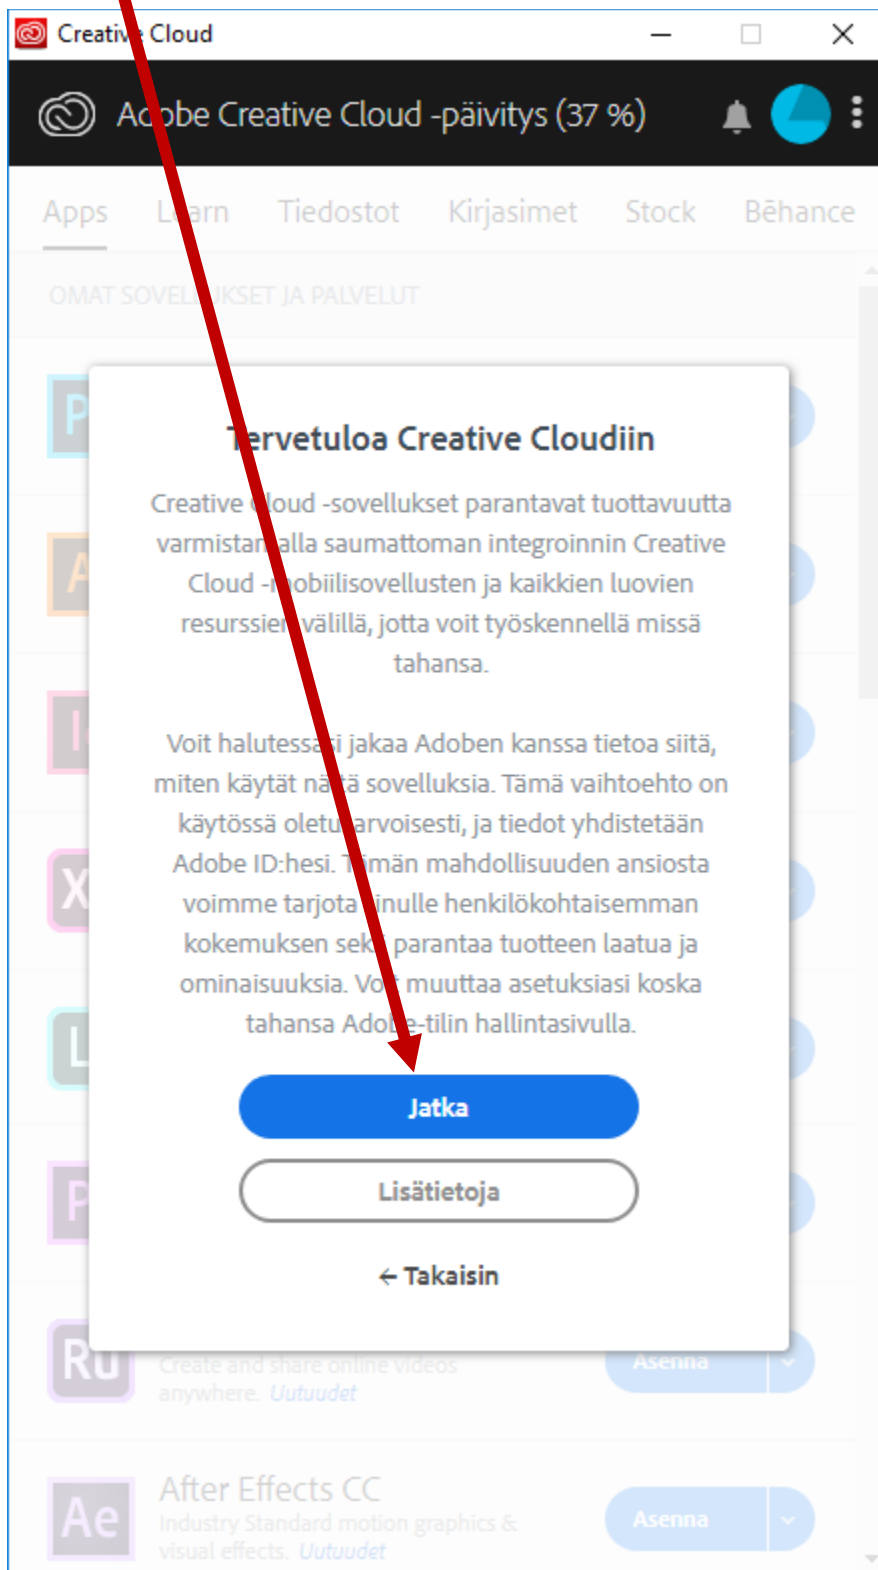 Creative Cloud
Adobe Creative Cloud -päivitys (37 %)
Apps Learn Tiedostot Kirjasimet Stock Bēhance
OMAT SOVELLUKSET JA PALVELUT
Tervetuloa Creative Cloudiin
Creative Cloud -sovellukset parantavat tuottavuutta
varmistamalla saumattoman integroinnin Creative
Cloud -mobiilisovellusten ja kaikkien luovien
resurssien välillä, jotta voit työskennellä missä
tahansa.
Voit halutessasi jakaa Adoben kanssa tietoa siitä,
miten käytät näitä sovelluksia. Tämä vaihtoehto on
käytössä oletusarvoisesti, ja tiedot yhdistetään
Adobe ID:hesi. Tämän mahdollisuuden ansiosta
voimme tarjota sinulle henkilökohtaisemman
kokemuksen sekä parantaa tuotteen laatua ja
ominaisuuksia. Voit muuttaa asetuksiasi koska
tahansa Adobe-tilin hallintasivulla.
Jatka
Lisätietoja
← Takaisin
Ru
Create and share online videos
anywhere. Uutuudet
Asenna
Ae
After Effects CC
Industry Standard motion graphics &
visual effects. Uutuudet
Asenna